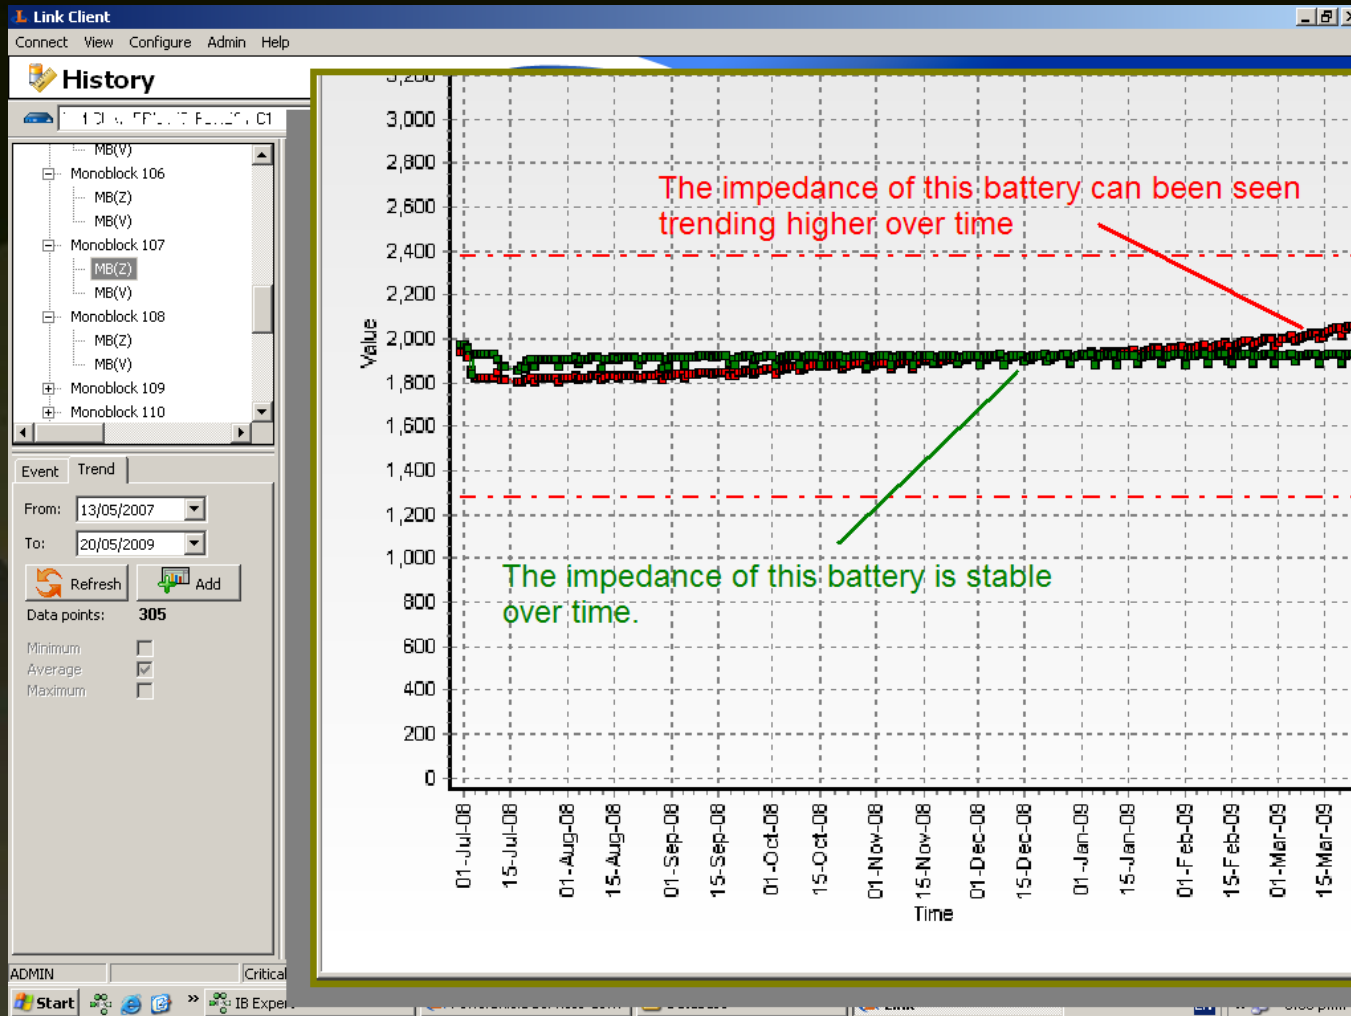 Link Client
Connect View Configure Admin Help
History
C1
MB(V)
Monoblock 106
MB(Z)
MB(V)
Monoblock 107
MB(Z)
MB(V)
Monoblock 108
MB(Z)
MB(V)
Monoblock 109
Monoblock 110
Event Trend
From: 13/05/2007
To: 20/05/2009
Refresh Add
Data points: 305
Minimum
Average
Maximum
ADMIN Critical
Start » IB Exper
3,200
3,000
2,800
2,600
2,400
2,200
2,000
1,800
1,600
1,400
1,200
1,000
800
600
400
200
0
Value
The impedance of this battery can been seen
trending higher over time
The impedance of this battery is stable
over time.
01-Jul-08
15-Jul-08
01-Aug-08
15-Aug-08
01-Sep-08
15-Sep-08
01-Oct-08
15-Oct-08
01-Nov-08
15-Nov-08
01-Dec-08
15-Dec-08
01-Jan-09
15-Jan-09
01-Feb-09
15-Feb-09
01-Mar-09
15-Mar-09
Time